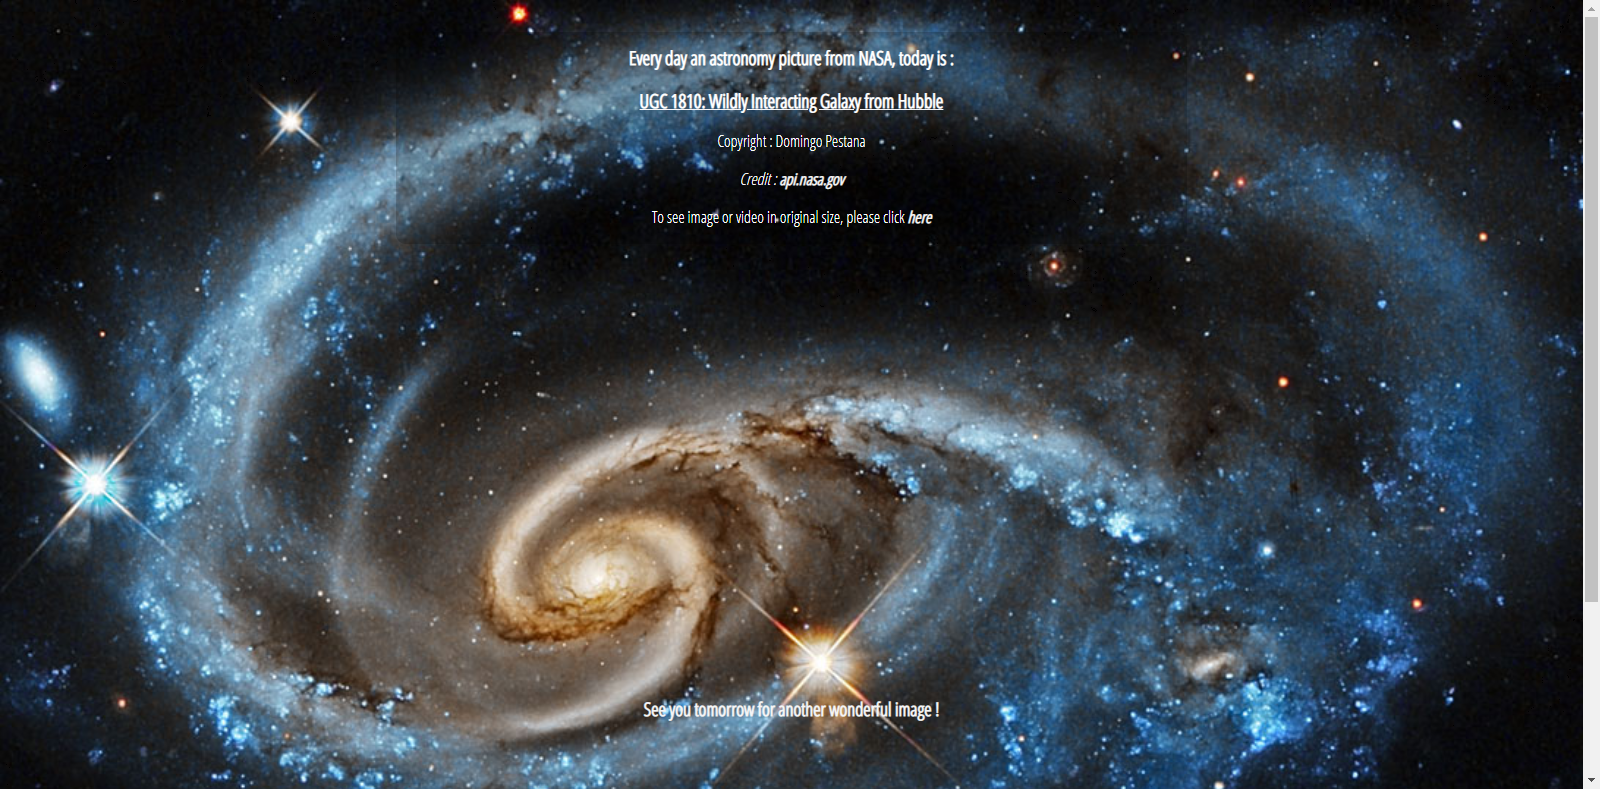 Every day an astronomy picture from NASA, today is :
UGC 1810: Wildly Interacting Galaxy from Hubble
Copyright : Domingo Pestana
Credit : api.nasa.gov
To see image or video in original size, please click here
See you tomorrow for another wonderful image !